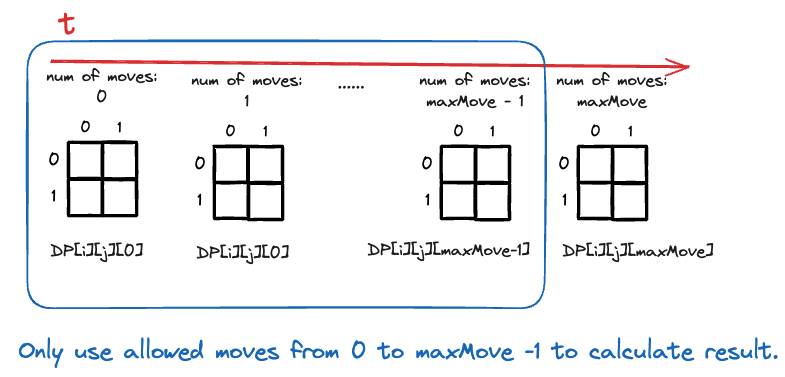 t
num of moves:
0
num of moves:
1
......
num of moves:
maxMove - 1
num of moves:
maxMove
0 1
0
1
0 1
0
1
0 1
0
1
0 1
0
1
DP[i][j][0]
DP[i][j][0]
DP[i][j][maxMove-1]
DP[i][j][maxMove]
Only use allowed moves from 0 to maxMove -1 to calculate result.